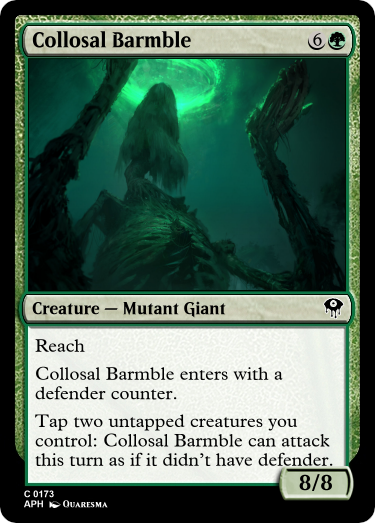 Collosal Barmble 6
Creature — Mutant Giant
Reach
Collosal Barmble enters with a
defender counter.
Tap two untapped creatures you
control: Collosal Barmble can attack
this turn as if it didn't have defender.
8/8
C 0173
APH Quaresma